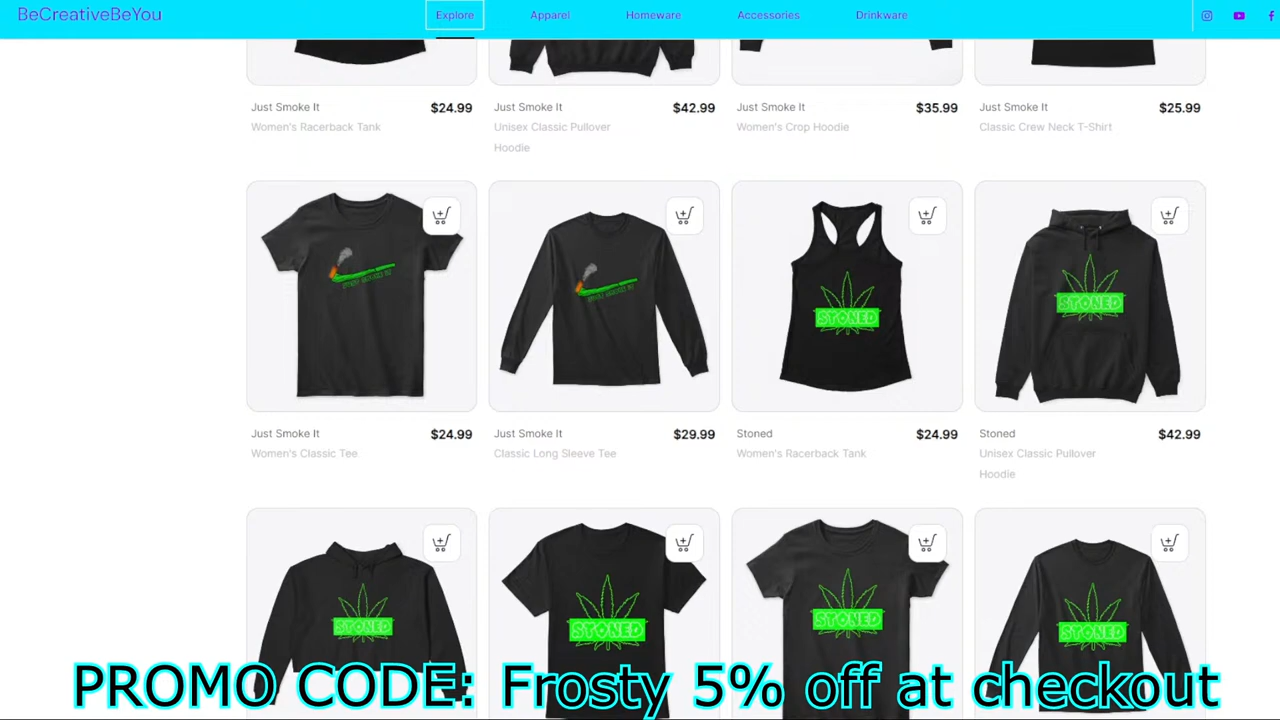 BeCreativeBeYou
Explore
Apparel
Homeware
Accessories
Drinkware
Just Smoke It $24.99
Women's Racerback Tank
Just Smoke It $42.99
Unisex Classic Pullover
Hoodie
Just Smoke It $35.99
Women's Crop Hoodie
Just Smoke It $25.99
Classic Crew Neck T-Shirt
STONED
STONED
Just Smoke It $24.99
Women's Classic Tee
Just Smoke It $29.99
Classic Long Sleeve Tee
Stoned $24.99
Women's Racerback Tank
Stoned $42.99
Unisex Classic Pullover
Hoodie
STONED
STONED
STONED
STONED
PROMO CODE: Frosty 5% off at checkout